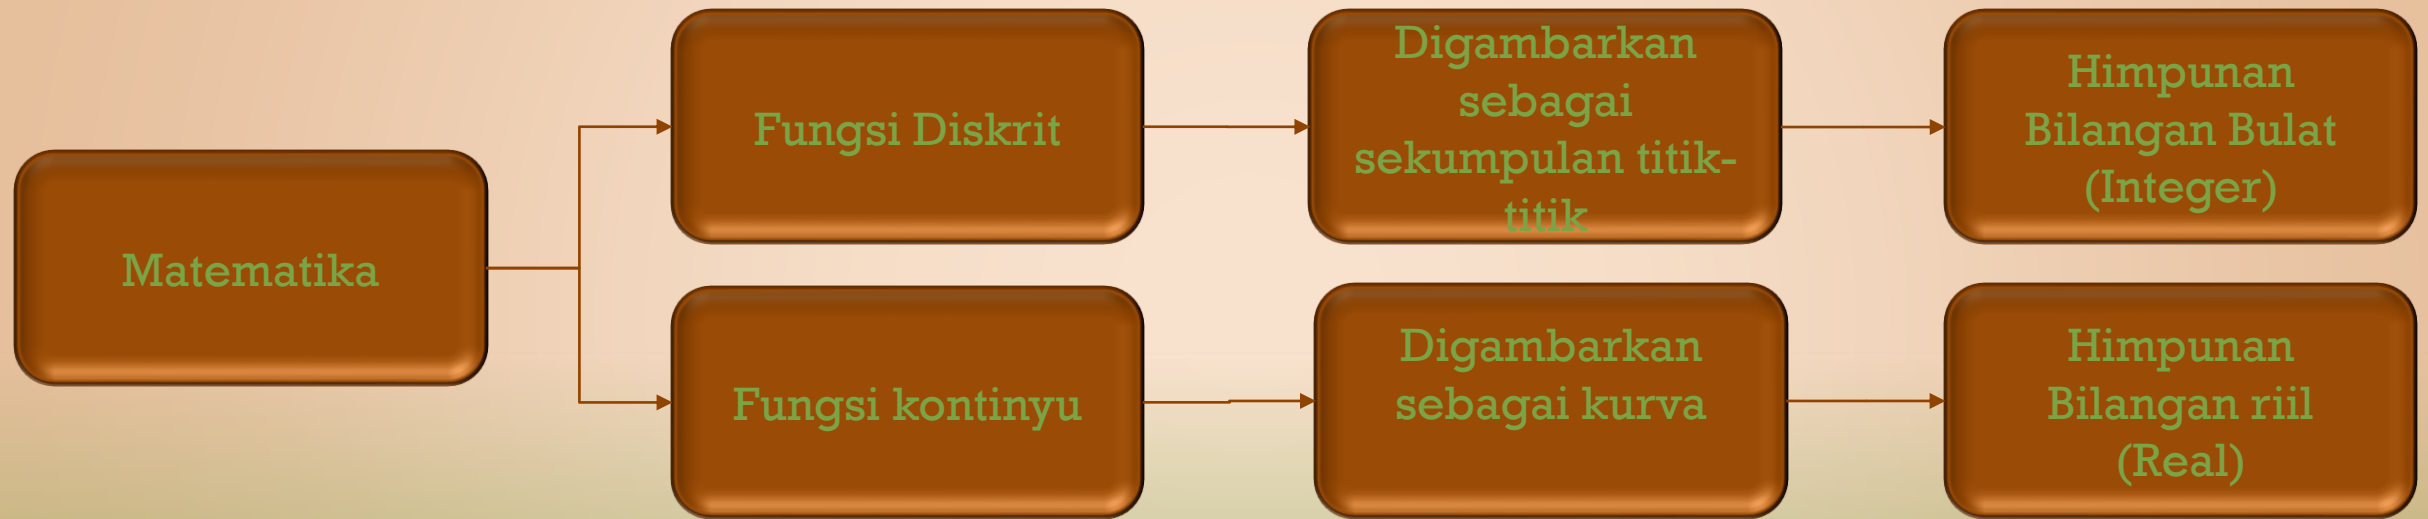 Matematika
Fungsi Diskrit
Digambarkan
sebagai
sekumpulan titik-
titik
Himpunan
Bilangan Bulat
(Integer)
Fungsi kontinyu
Digambarkan
sebagai kurva
Himpunan
Bilangan riil
(Real)